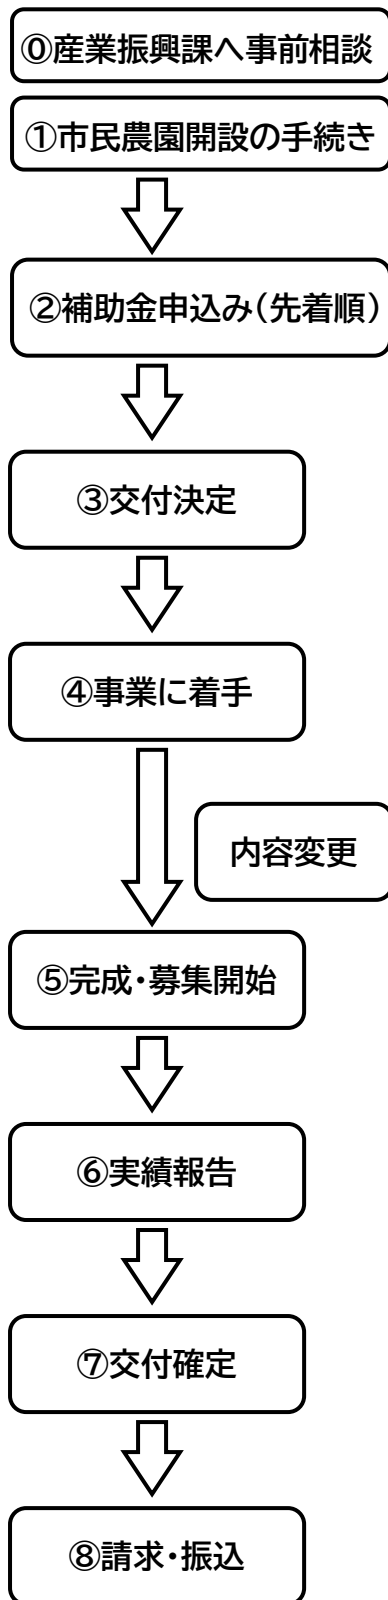 ⓪産業振興課へ事前相談
①市民農園開設の手続き
②補助金申込み(先着順)
③交付決定
④事業に着手
内容変更
⑤完成・募集開始
⑥実績報告
⑦交付確定
⑧請求・振込